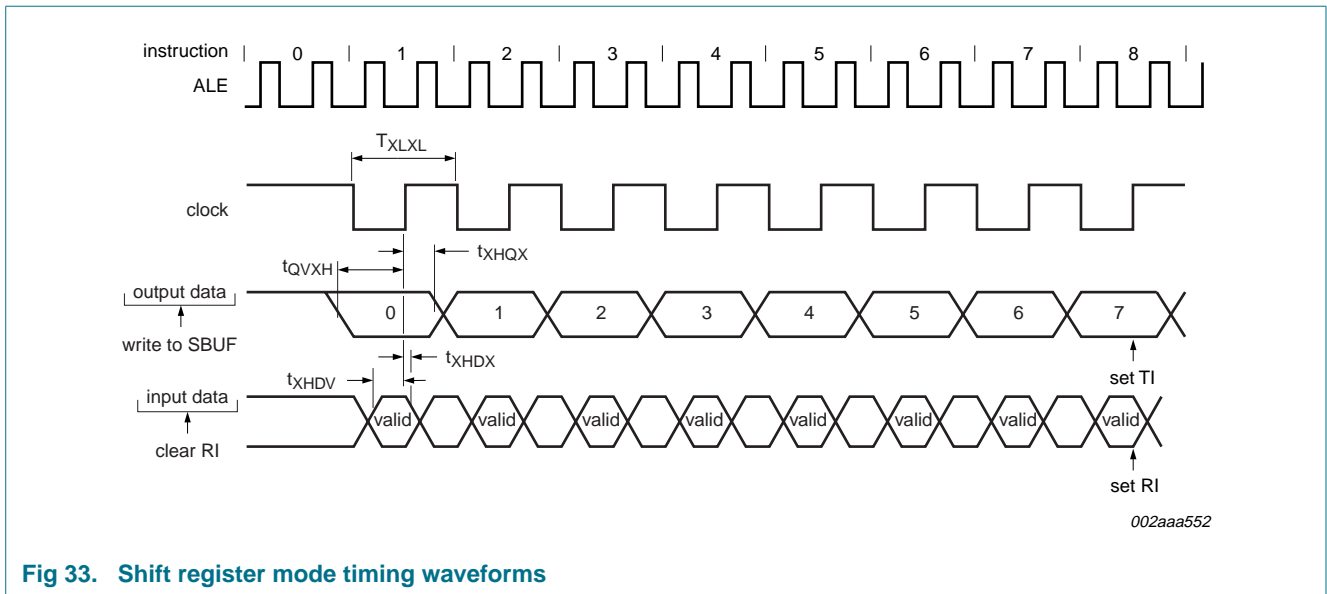 instruction | 0 | 1 | 2 | 3 | 4 | 5 | 6 | 7 | 8 |
ALE
TXLXL
clock
tXHQX
tQVXH
output data
0 1 2 3 4 5 6 7
write to SBUF
tXHDX
set TI
tXHDV
input data
valid valid valid valid valid valid valid valid
clear RI
set RI
002aaa552
Fig 33. Shift register mode timing waveforms